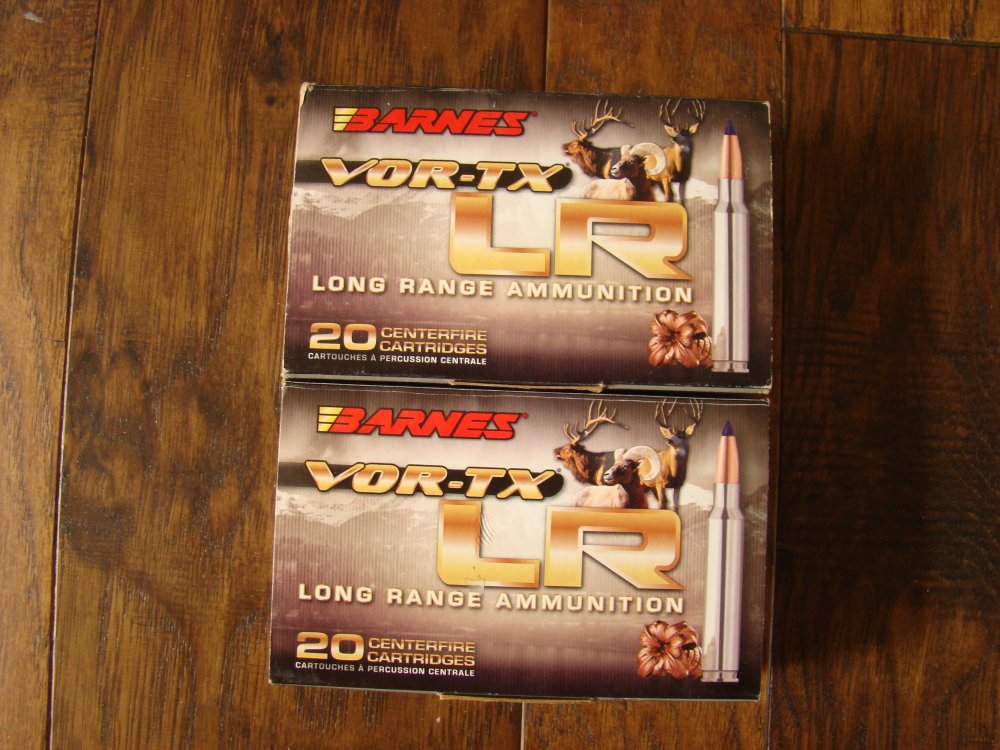 BARNES
VOR-TX
LR
LONG RANGE AMMUNITION
20 CENTERFIRE
CARTRIDGES
CARTOUCHES À PERCUSSION CENTRALE
BARNES
VOR-TX
LR
LONG RANGE AMMUNITION
20 CENTERFIRE
CARTRIDGES
CARTOUCHES À PERCUSSION CENTRALE